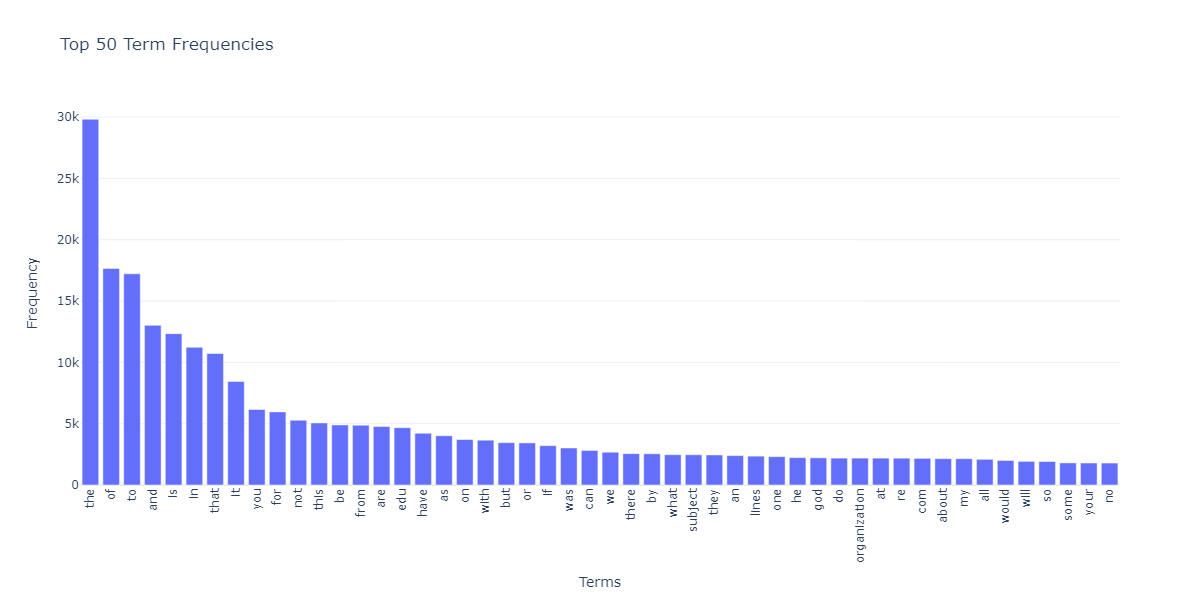 Top 50 Term Frequencies
30k
25k
20k
15k
10k
5k
0
Frequency
the
of
to
and
is
in
that
it
you
for
not
this
be
from
are
edu
have
as
on
with
but
or
if
was
can
we
there
by
what
subject
they
an
lines
one
he
god
do
organization
at
re
com
about
my
all
would
will
so
some
your
no
Terms